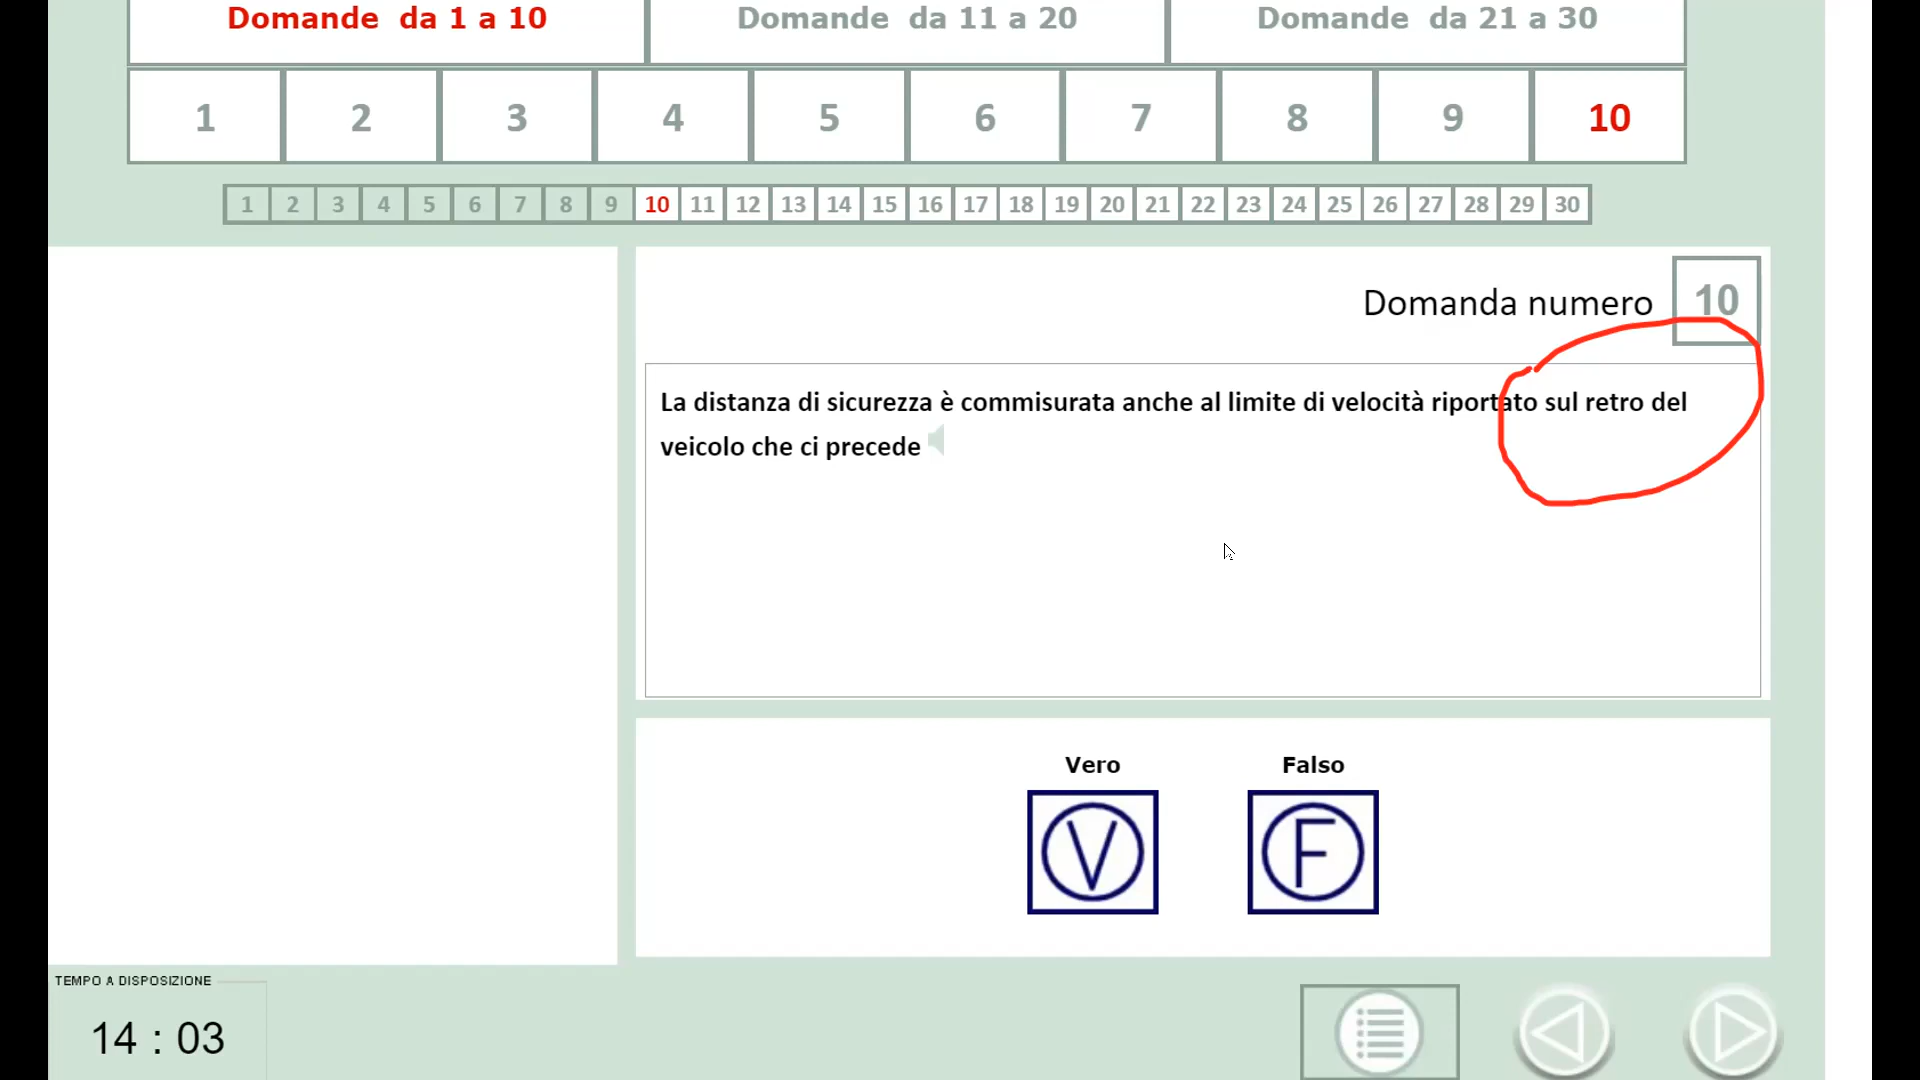 Domande da 1 a 10 Domande da 11 a 20 Domande da 21 a 30
1 2 3 4 5 6 7 8 9 10
1 2 3 4 5 6 7 8 9 10 11 12 13 14 15 16 17 18 19 20 21 22 23 24 25 26 27 28 29 30
Domanda numero 10
La distanza di sicurezza è commisurata anche al limite di velocità riportato sul retro del
veicolo che ci precede
Vero Falso
V F
TEMPO A DISPOSIZIONE
14 : 03